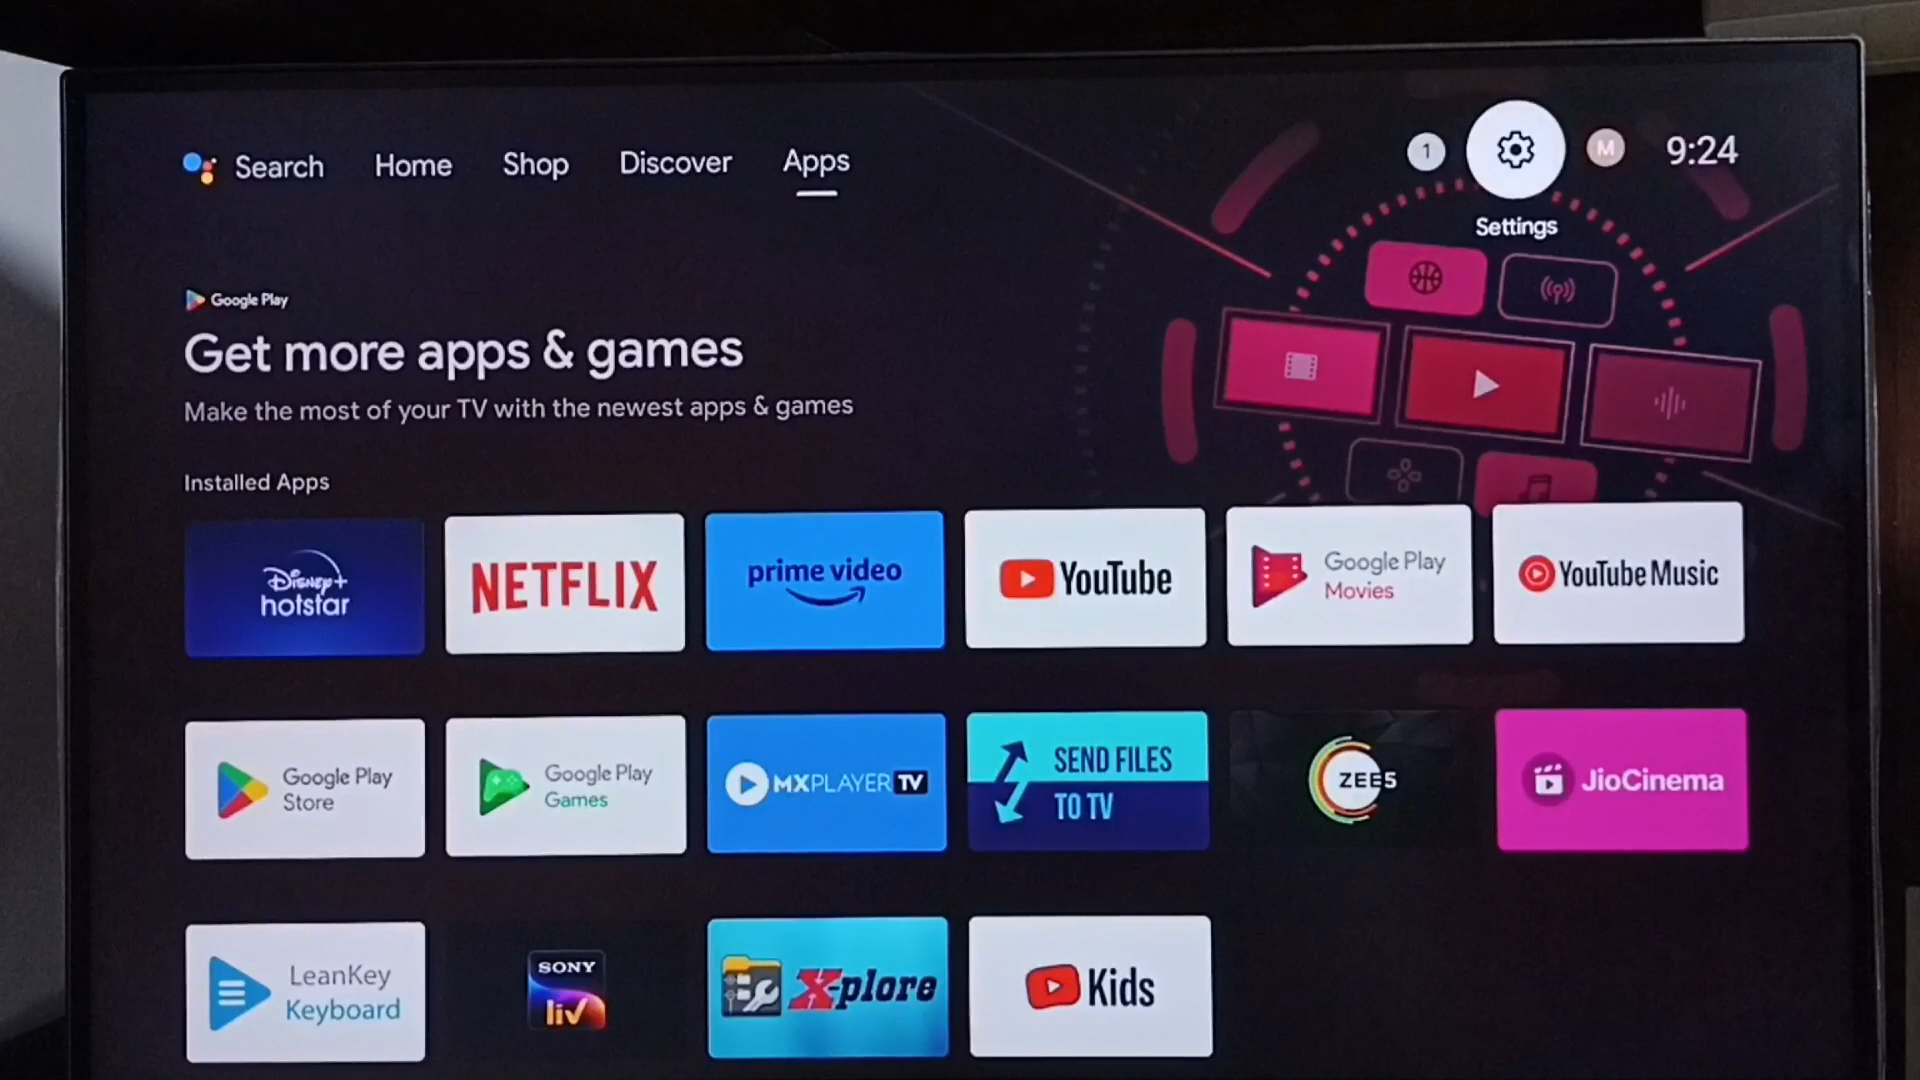 Search Home Shop Discover Apps
1 M 9:24
Settings
Google Play
Get more apps & games
Make the most of your TV with the newest apps & games
Installed Apps
Disney+
hotstar
NETFLIX
prime video
YouTube
Google Play
Movies
YouTube Music
Google Play
Store
Google Play
Games
MXPLAYER TV
SEND FILES
TO TV
ZEE5
JioCinema
LeanKey
Keyboard
SONY
liv
X-plore
Kids